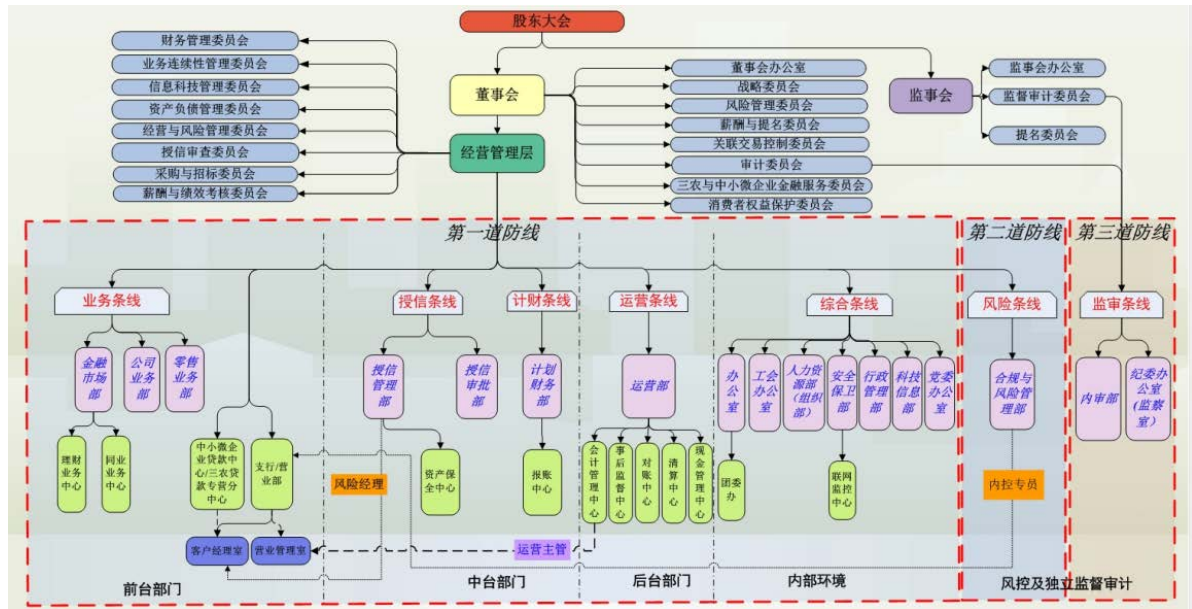 股东大会
财务管理委员会
业务连续性管理委员会
信息科技管理委员会
资产负债管理委员会
经营与风险管理委员会
授信审查委员会
采购与招标委员会
薪酬与绩效考核委员会
董事会
经营管理层
董事会办公室
战略委员会
风险管理委员会
薪酬与提名委员会
关联交易控制委员会
审计委员会
三农与中小微企业金融服务委员会
消费者权益保护委员会
监事会
监事会办公室
监督审计委员会
提名委员会
第一道防线
第二道防线
第三道防线
业务条线
授信条线
计财条线
运营条线
综合条线
风险条线
监审条线
金融
市场
部
公司
业务
部
零售
业务
部
授信
管理
部
授信
审批
部
计划
财务
部
运营部
办
公
室
工会
办公
室
人力资
源部
(组织
部)
安全
保卫
部
行政
管理
部
科技
信息
部
党委
办公
室
合规与
风险管
理部
内审部
纪委办
公室
(监察
室)
理财
业务
中心
同业
业务
中心
中小微企
业贷款中
心/三农贷
款专营分
中心
支行/营
业部
风险经理
资产保
全中心
报账
中心
会计管理中心
事后监督中心
对账中心
清算中心
现金管理中心
团委
办
联网
监控中
心
内控专员
客户经理室
营业管理室
运营主管
前台部门
中台部门
后台部门
内部环境
风控及独立监督审计